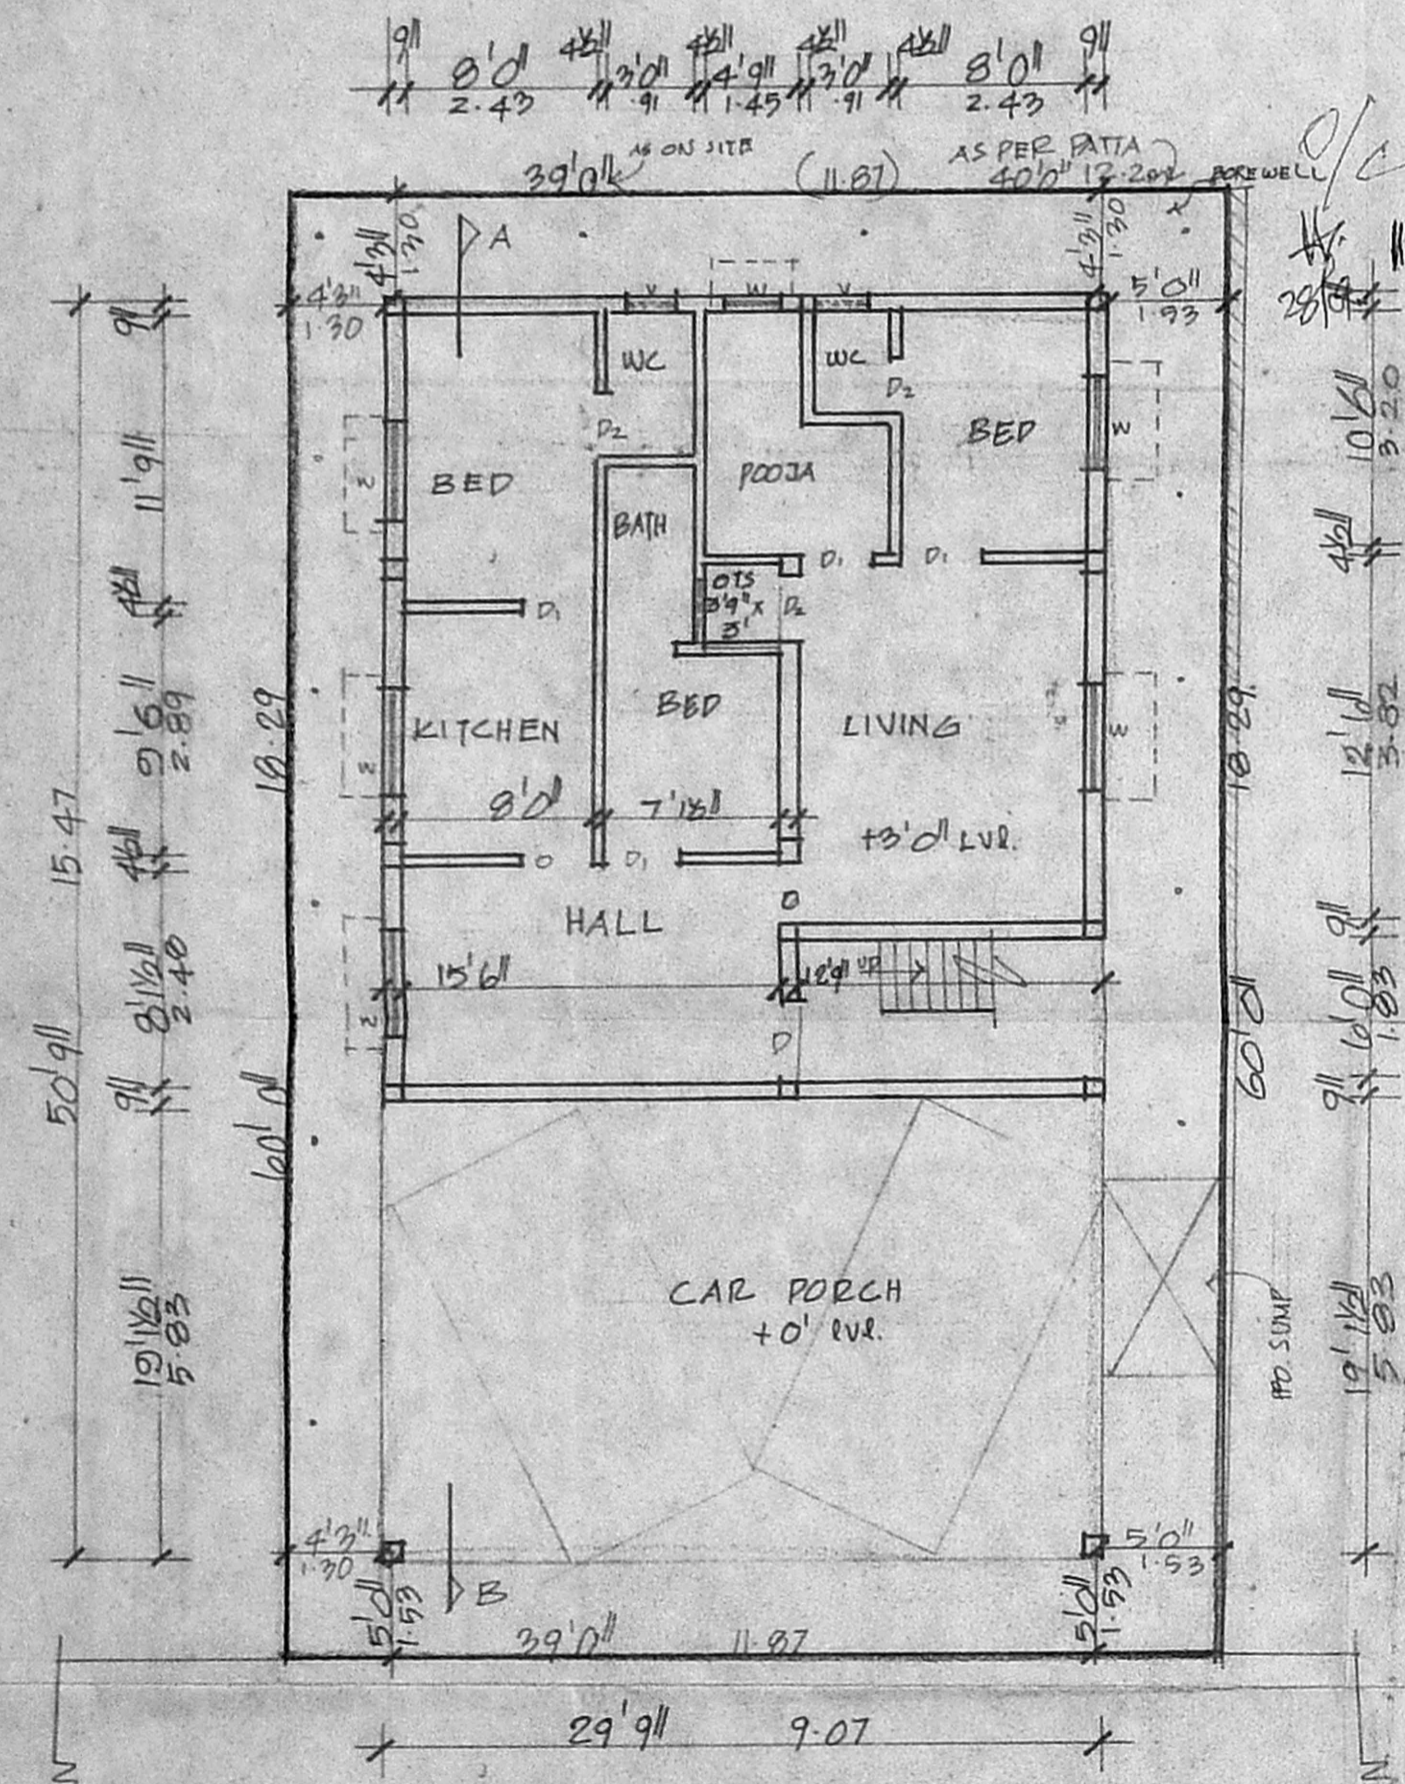 9" 8'0" 4½" 3'0" 4½" 4'9" 4½" 3'0" 4½" 8'0" 9"
2.43 .91 1.45 .91 2.43
AS ON SITE
AS PER PATTA
39'0" (11.87) 40'0"
BOREWELL
O/C
4'3" 1.30
A
4'3" 1.30
4'3"
1.30
5'0"
1.53
V W V
9"
WC
WC
D2
10'6" 3.20
BED
W
D2
BED
POOJA
W
11'9"
BATH
4½"
D1
D1
OTS
3'9" x
3'
D2
4½"
D1
BED
KITCHEN
LIVING
W
W
9'6" 2.89
18.29
18.29
12'6" 3.82
8'0"
7'1½"
+3'0" LVL.
15.47
4½"
D
D1
D
HALL
9"
15'6"
12'9"
UP
8'1½" 2.48
W
6'0" 1.83
D
50'9"
9"
60'0"
60'0"
9"
CAR PORCH
+0' LVL.
19'1½" 5.83
PPO. SUMP
19'1½" 5.83
4'3"
1.30
5'0"
1.53
5'0" 1.53
B
5'0" 1.53
39'0" 11.87
29'9" 9.07